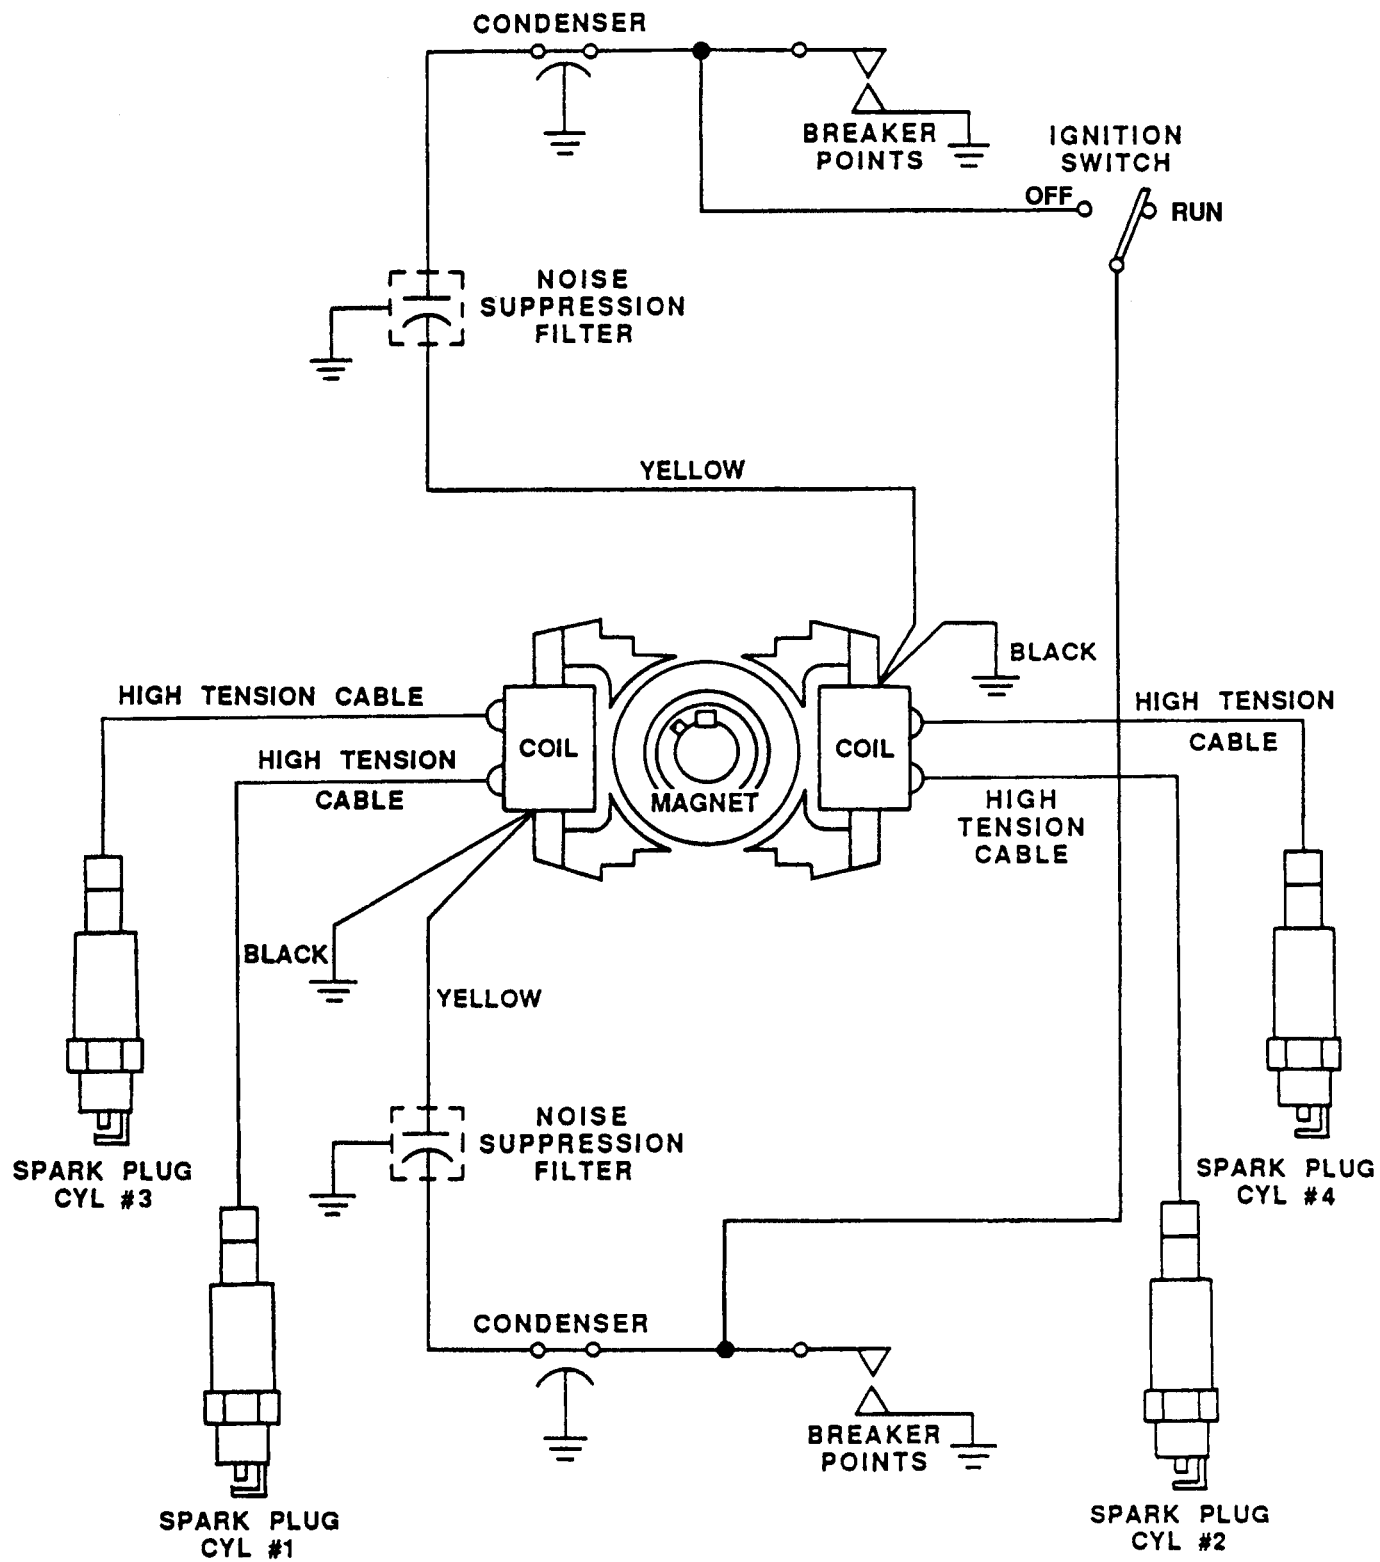 CONDENSER
BREAKER
POINTS
IGNITION
SWITCH
OFF
RUN
NOISE
SUPPRESSION
FILTER
YELLOW
BLACK
HIGH TENSION CABLE
HIGH TENSION
CABLE
COIL
MAGNET
COIL
HIGH TENSION
CABLE
HIGH
TENSION
CABLE
BLACK
YELLOW
NOISE
SUPPRESSION
FILTER
SPARK PLUG
CYL #3
SPARK PLUG
CYL #4
CONDENSER
BREAKER
POINTS
SPARK PLUG
CYL #1
SPARK PLUG
CYL #2